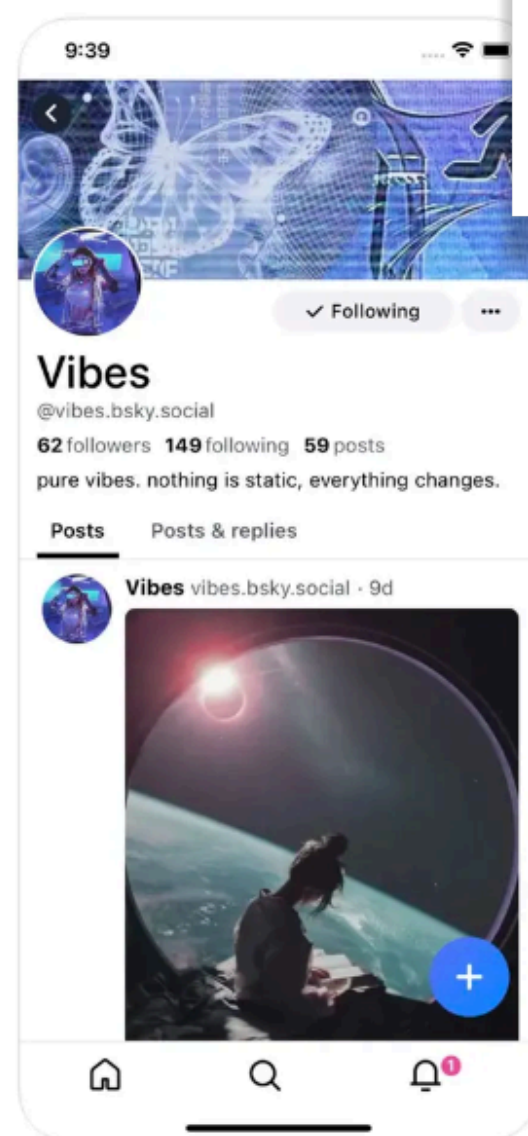 9:39
✓ Following
Vibes
@vibes.bsky.social
62 followers 149 following 59 posts
pure vibes. nothing is static, everything changes.
Posts Posts & replies
Vibes vibes.bsky.social · 9d
1